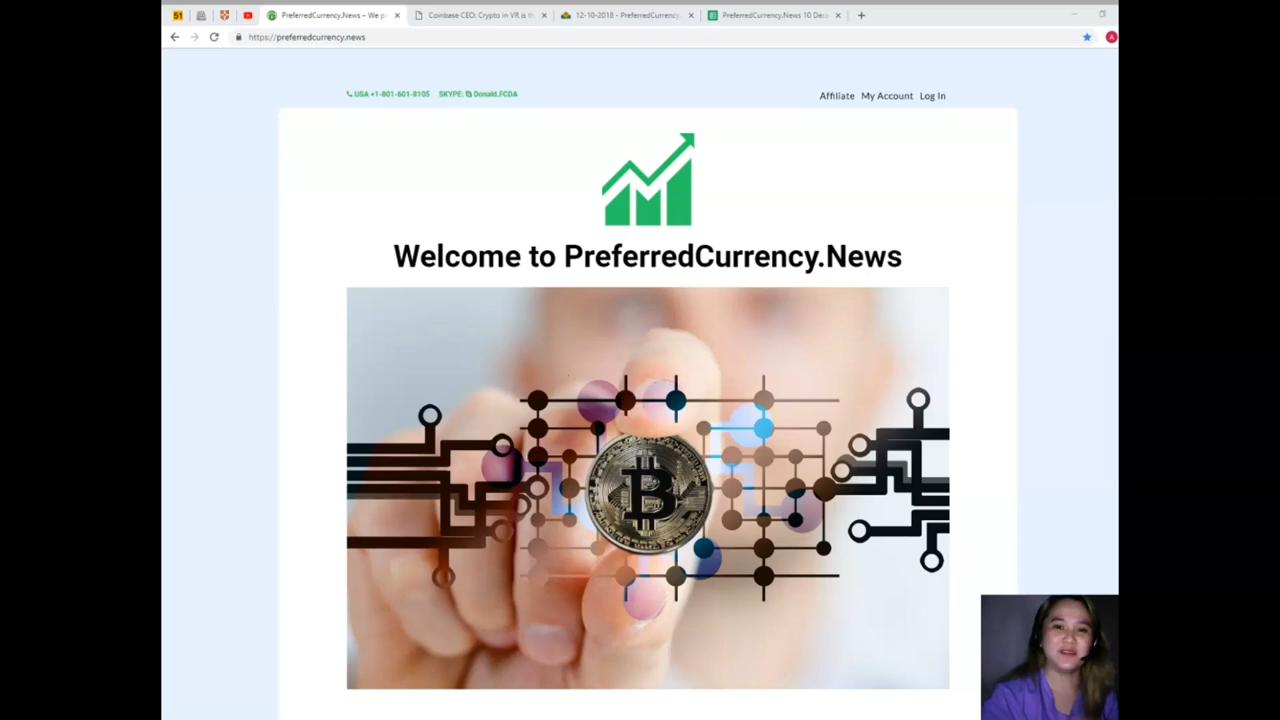 51
PreferredCurrency.News – We p
Coinbase CEO: Crypto in VR is th
12-10-2018 - PreferredCurrency.
PreferredCurrency.News 10 Dece
https://preferredcurrency.news
A
USA +1-801-601-8105 SKYPE: Donald.FCDA
Affiliate My Account Log In
Welcome to PreferredCurrency.News